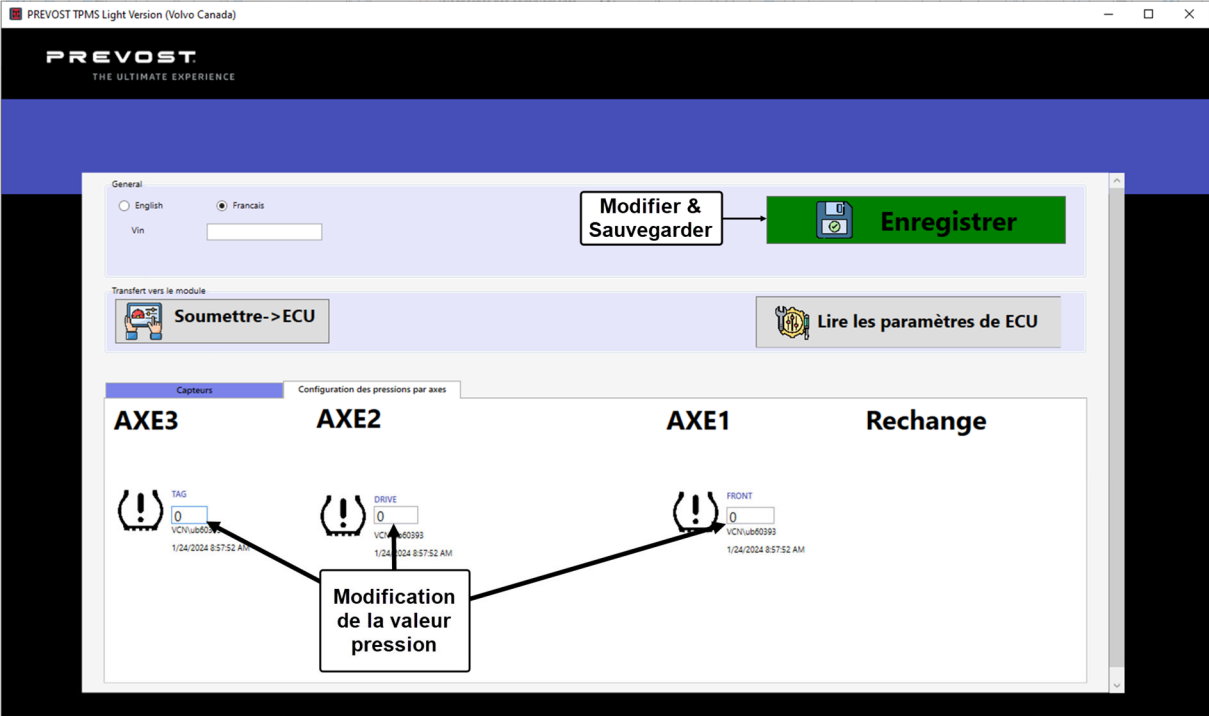 PREVOST TPMS Light Version (Volvo Canada)
PREVOST
THE ULTIMATE EXPERIENCE
General
English
Francais
Vin
Modifier &
Sauvegarder
Enregistrer
Transfert vers le module
Soumettre->ECU
Lire les paramètres de ECU
Capteurs
Configuration des pressions par axes
AXE3
AXE2
AXE1
Rechange
TAG
0
VCN\ub60393
1/24/2024 8:57:52 AM
DRIVE
0
VCN\ub60393
1/24/2024 8:57:52 AM
FRONT
0
VCN\ub60393
1/24/2024 8:57:52 AM
Modification
de la valeur
pression